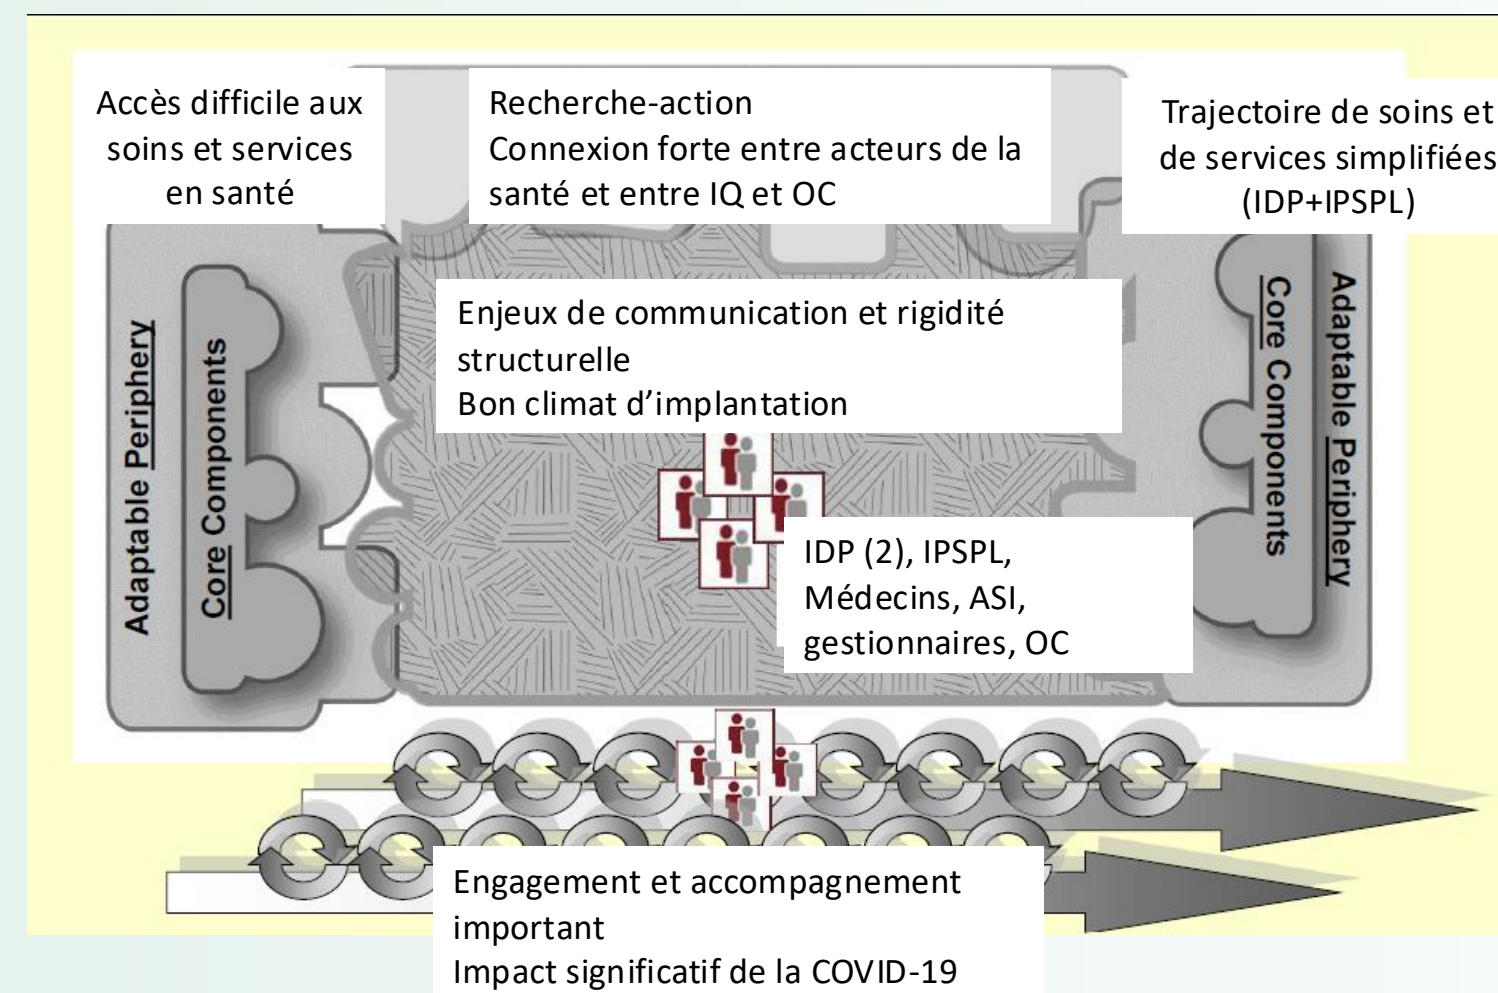 Accès difficile aux
soins et services
en santé
Recherche-action
Connexion forte entre acteurs de la
santé et entre IQ et OC
Trajectoire de soins et
de services simplifiées
(IDP+IPSPL)
Adaptable Periphery
Core Components
Enjeux de communication et rigidité
structurelle
Bon climat d’implantation
Core Components
Adaptable Periphery
IDP (2), IPSPL,
Médecins, ASI,
gestionnaires, OC
Engagement et accompagnement
important
Impact significatif de la COVID-19